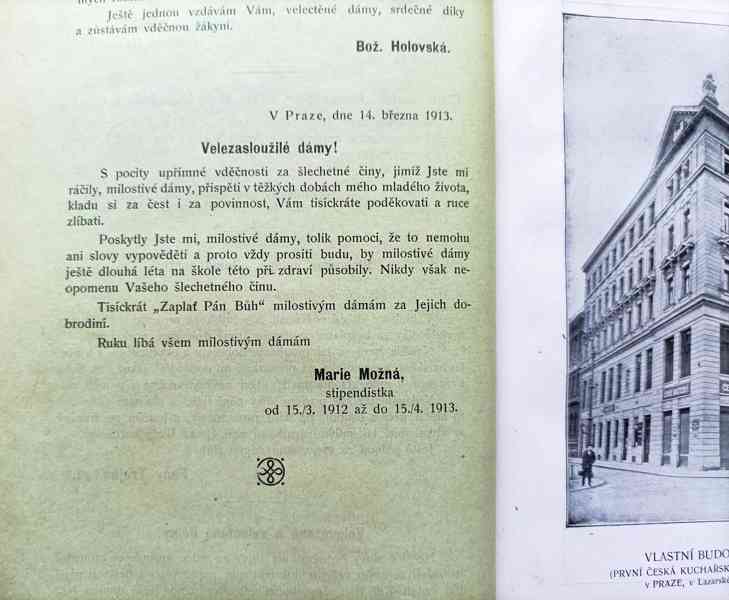 Ještě jednou vzdávám Vám, velectěné dámy, srdečné díky
a zůstávám vděčnou žákyní.
Bož. Holovská.
V Praze, dne 14. března 1913.
Velezasloužilé dámy!
S pocity upřímné vděčnosti za šlechetné činy, jimiž Jste mi
ráčily, milostivé dámy, přispěti v těžkých dobách mého mladého života,
kladu si za čest i za povinnost, Vám tisíckráte poděkovati a ruce
zlíbati.
Poskytly Jste mi, milostivé dámy, tolik pomoci, že to nemohu
ani slovy vypověděti a proto vždy prositi budu, by milostivé dámy
ještě dlouhá léta na škole této při zdraví působily. Nikdy však ne-
opomenu Vašeho šlechetného činu.
Tisíckrát „Zaplať Pán Bůh“ milostivým dámám za Jejich do-
brodiní.
Ruku líbá všem milostivým dámám
Marie Možná,
stipendistka
od 15./3. 1912 až do 15./4. 1913.
VLASTNÍ BUDO
(PRVNÍ ČESKÁ KUCHAŘSK
v PRAZE, v Lazarské